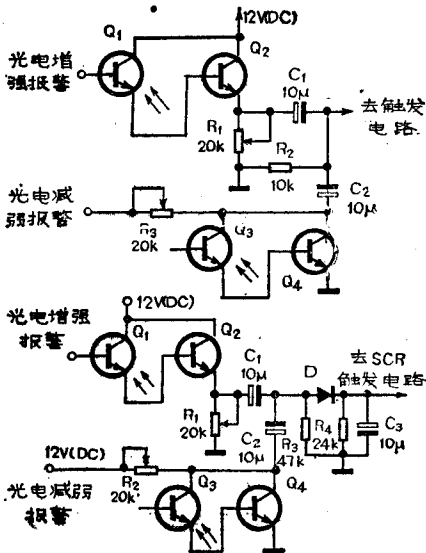 12V(DC)
Q1
Q2
光电增
强报警
C1
10μ
去触发
电路
R1
20k
R2
10k
C2
10μ
光电减
强报警
R3
20k
Q3
Q4
12V(DC)
光电增强
报警
Q1
Q2
C1
10μ
D
去SCR
触发电路
R1
20k
C2
10μ
R3
47k
R4
24k
C3
10μ
12V(DC)
R2
20k
Q3
Q4
光电减弱
报警